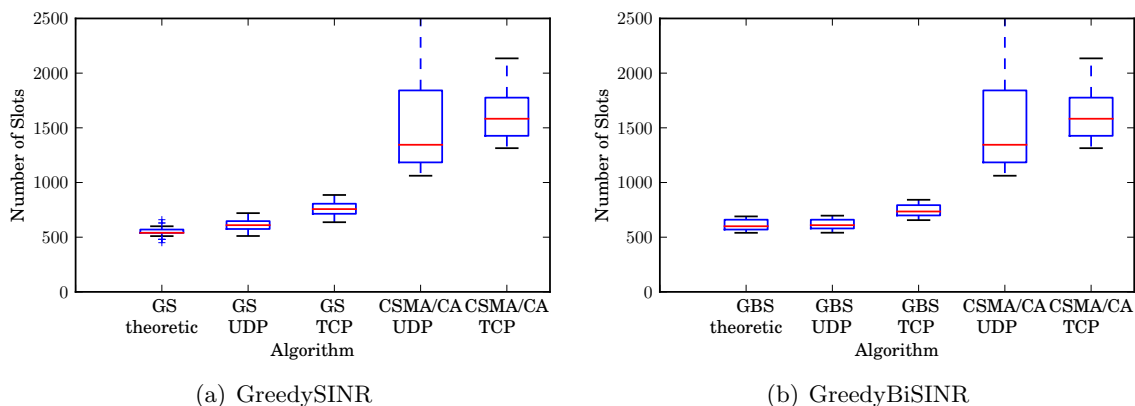 2500
2000
1500
1000
500
0
Number of Slots
GS theoretic
GS UDP
GS TCP
CSMA/CA UDP
CSMA/CA TCP
Algorithm
(a) GreedySINR
2500
2000
1500
1000
500
0
Number of Slots
GBS theoretic
GBS UDP
GBS TCP
CSMA/CA UDP
CSMA/CA TCP
Algorithm
(b) GreedyBiSINR